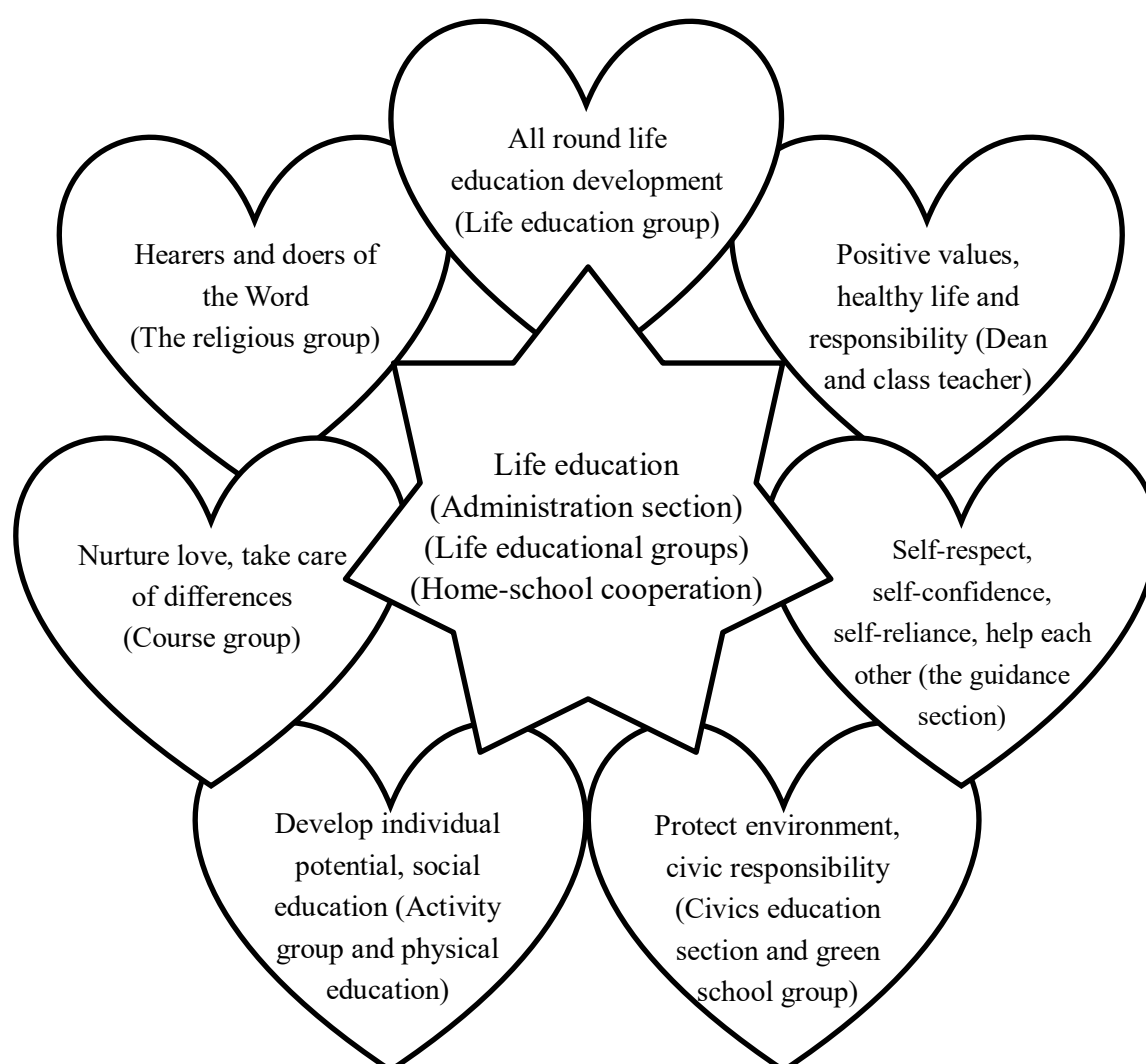 All round life
education development
(Life education group)
Hearers and doers of
the Word
(The religious group)
Positive values,
healthy life and
responsibility (Dean
and class teacher)
Life education
(Administration section)
(Life educational groups)
(Home-school cooperation)
Nurture love, take care
of differences
(Course group)
Self-respect,
self-confidence,
self-reliance, help each
other (the guidance
section)
Develop individual
potential, social
education (Activity
group and physical
education)
Protect environment,
civic responsibility
(Civics education
section and green
school group)